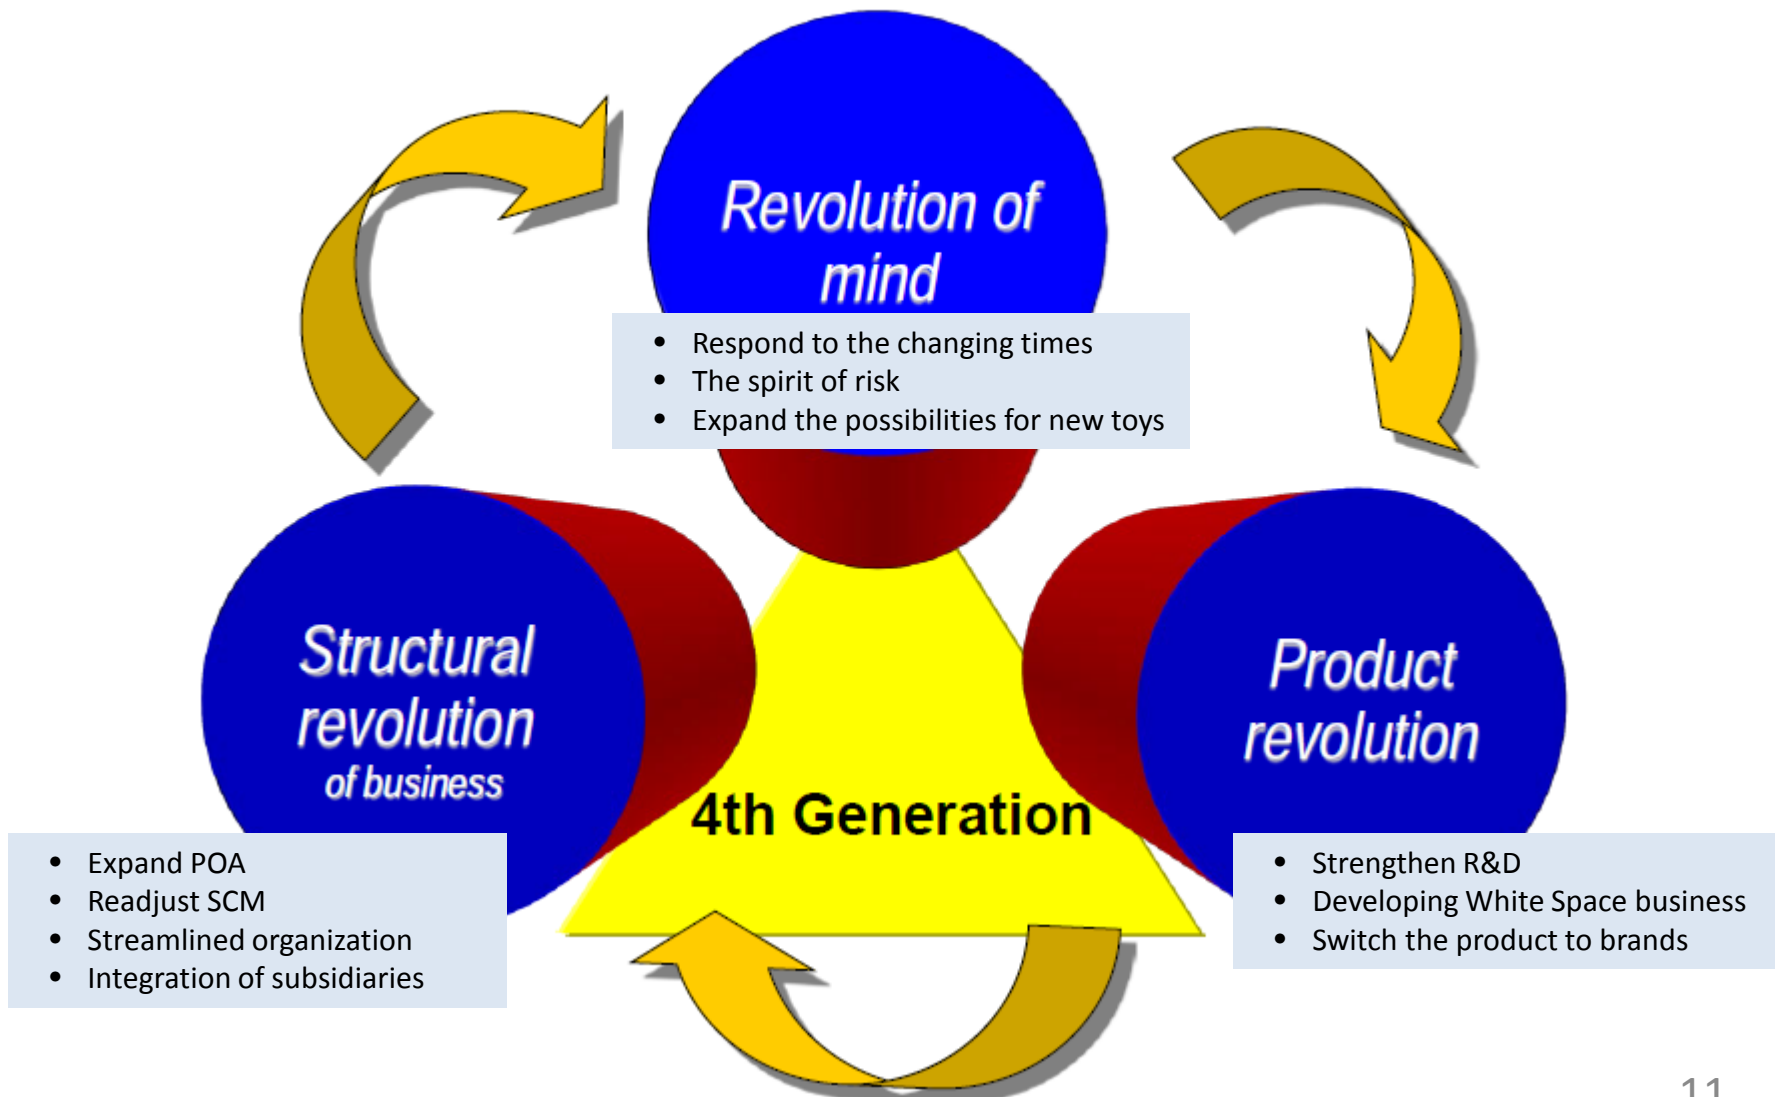 Revolution of
mind
• Respond to the changing times
• The spirit of risk
• Expand the possibilities for new toys
Structural
revolution
of business
• Expand POA
• Readjust SCM
• Streamlined organization
• Integration of subsidiaries
4th Generation
Product
revolution
• Strengthen R&D
• Developing White Space business
• Switch the product to brands
11